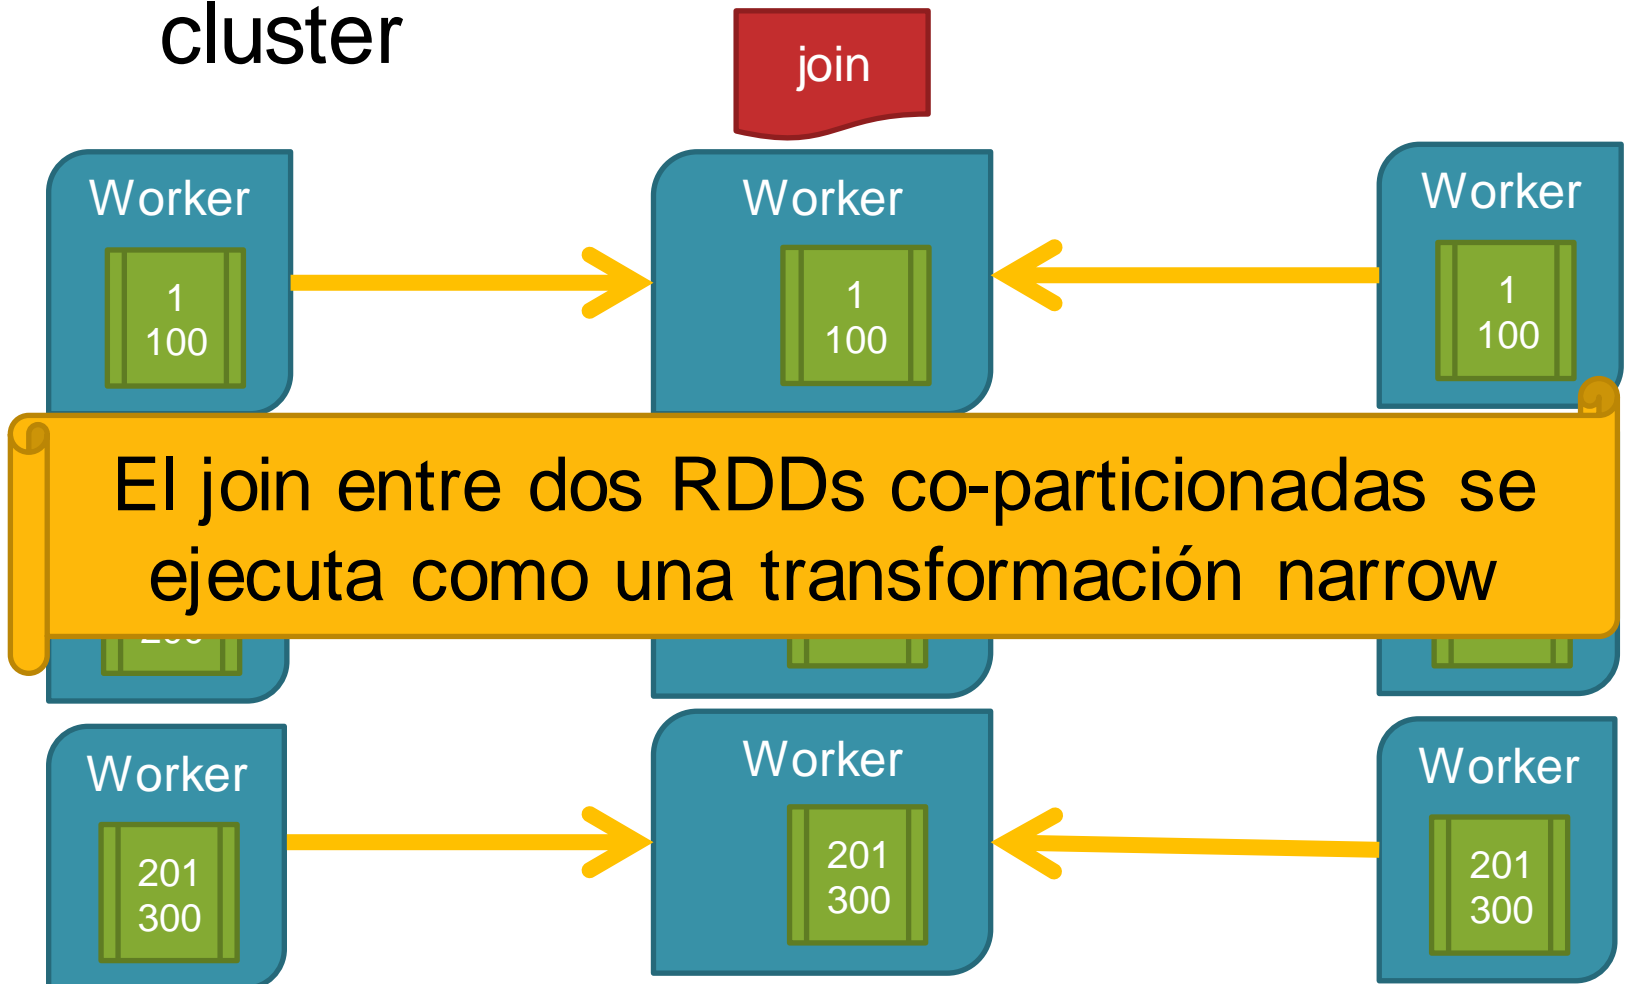 cluster
join
Worker
Worker
Worker
1
100
1
100
1
100
El join entre dos RDDs co-particionadas se
ejecuta como una transformación narrow
Worker
Worker
Worker
201
300
201
300
201
300